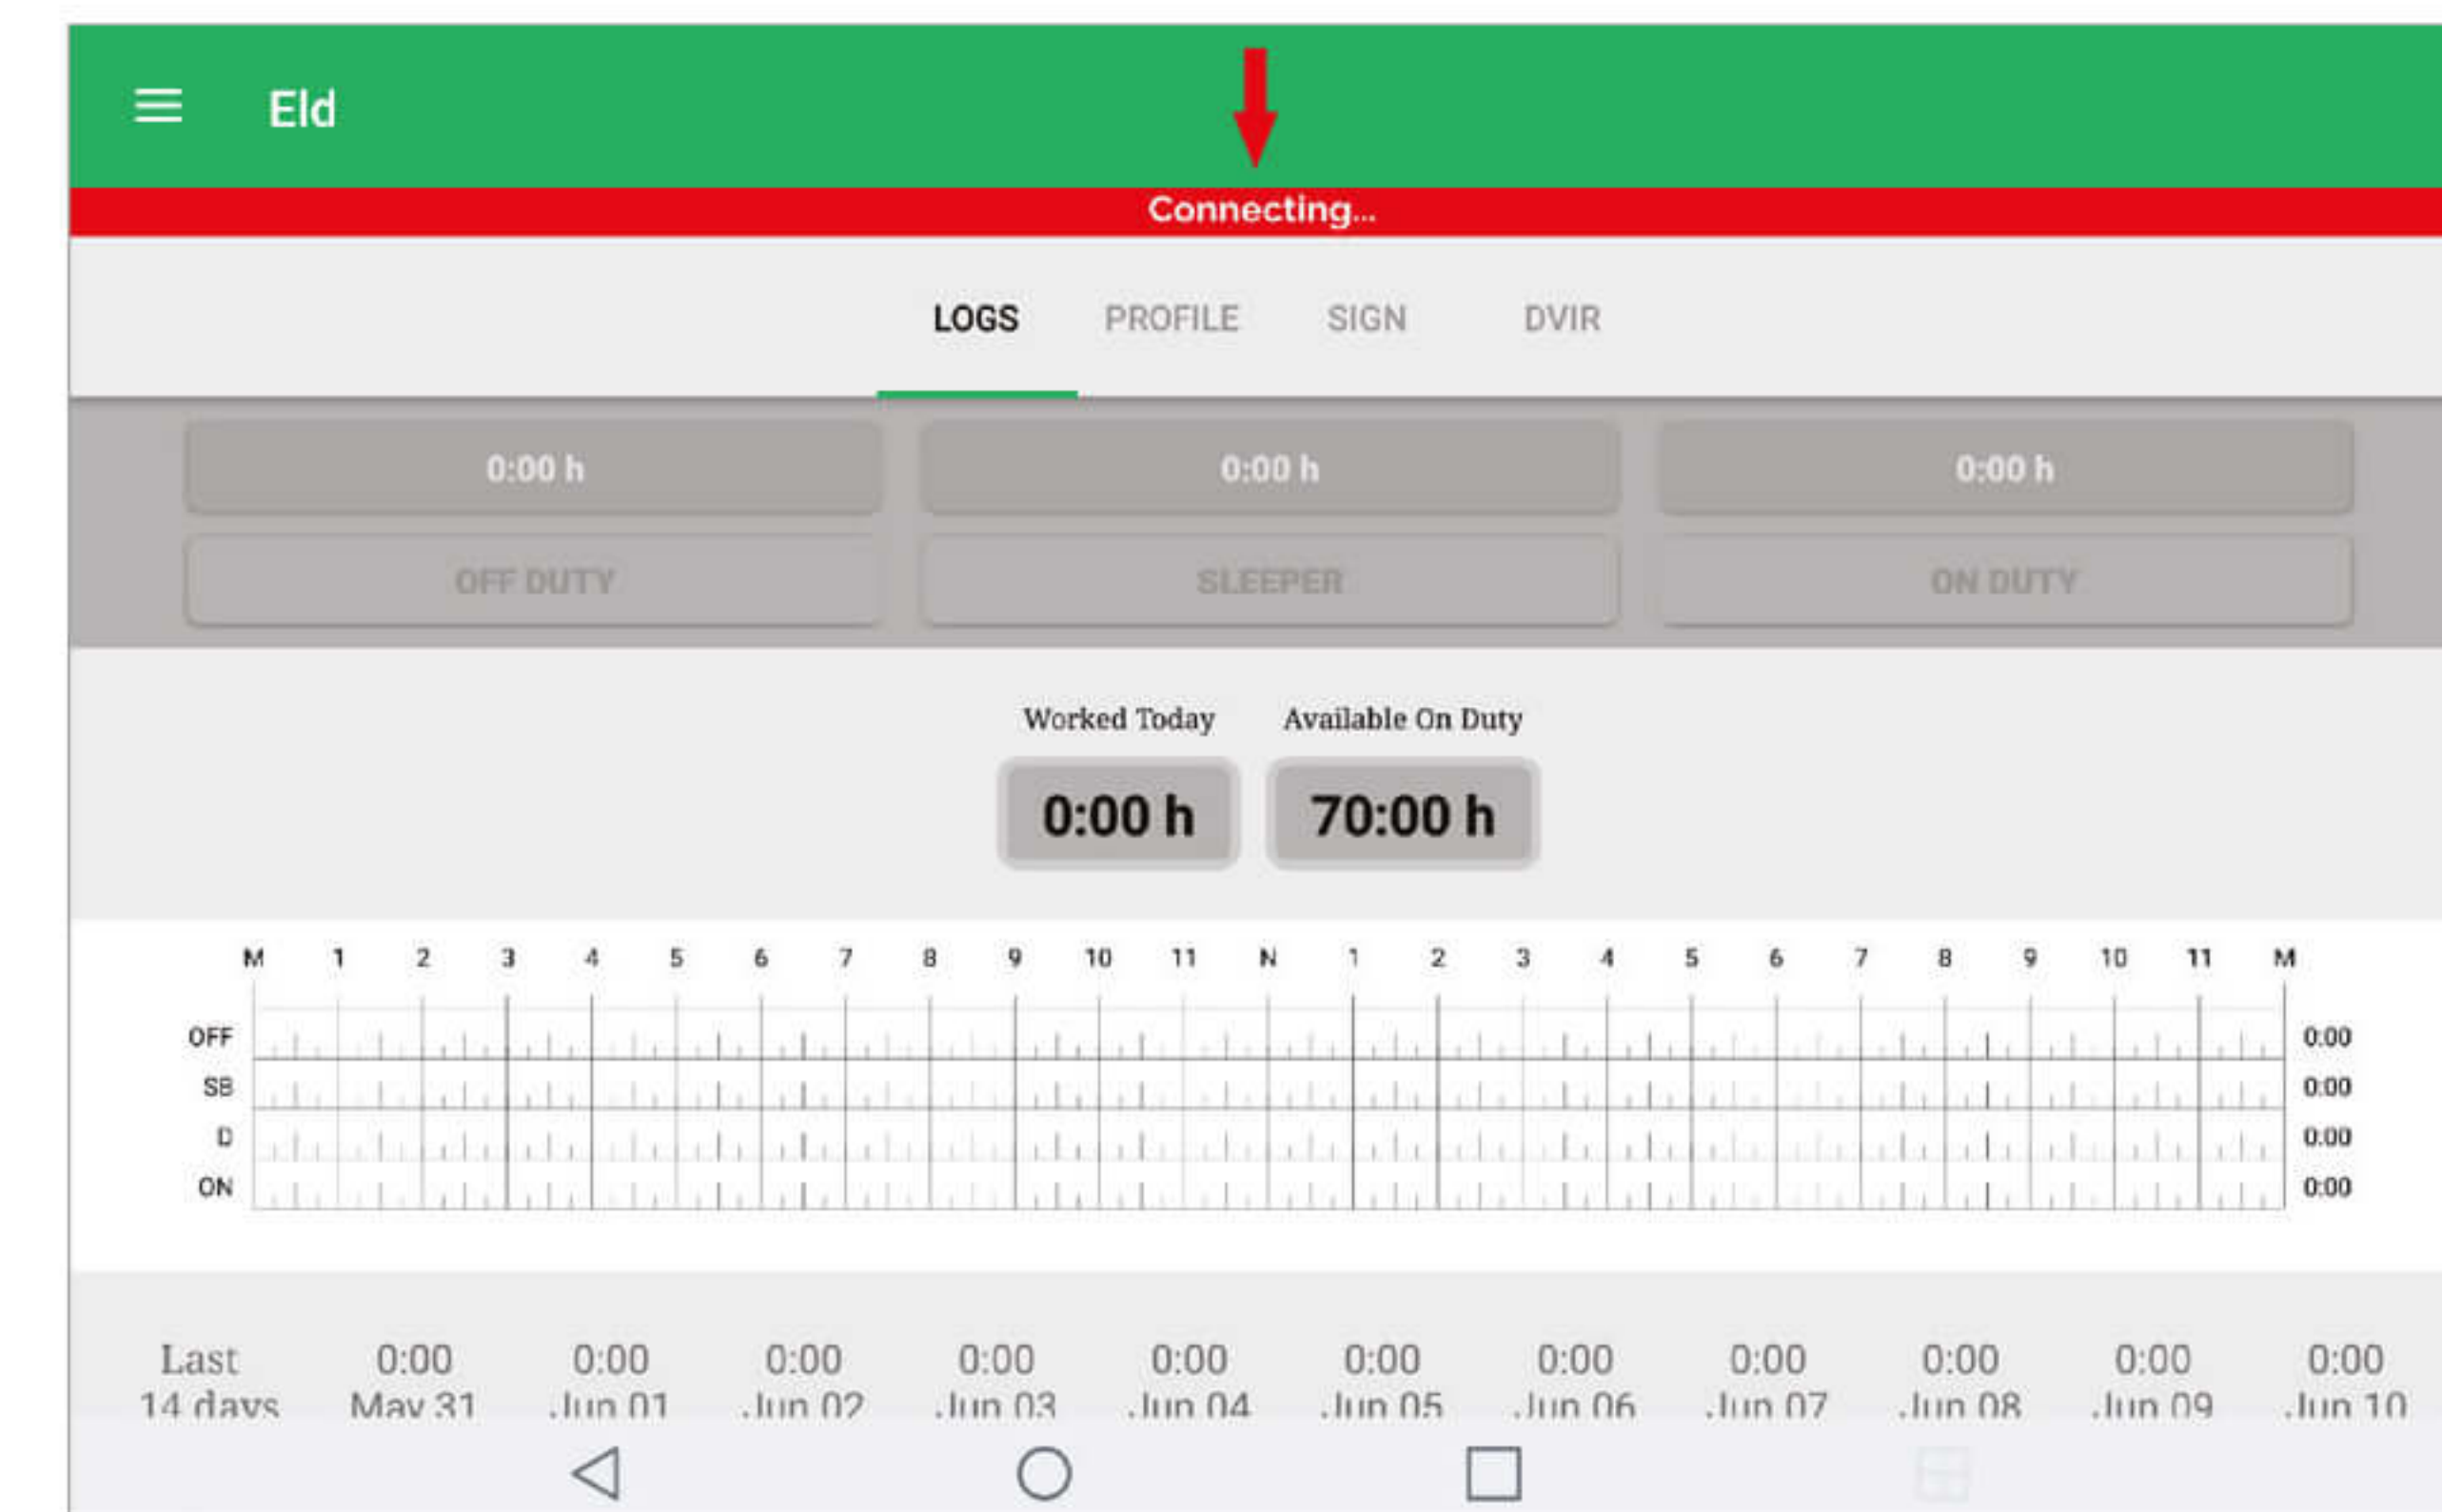 Eld
Connecting...
LOGS PROFILE SIGN DVIR
0:00 h 0:00 h 0:00 h
OFF DUTY SLEEPER ON DUTY
Worked Today Available On Duty
0:00 h 70:00 h
M 1 2 3 4 5 6 7 8 9 10 11 N 1 2 3 4 5 6 7 8 9 10 11 M
OFF 0:00
SB 0:00
D 0:00
ON 0:00
Last 0:00 0:00 0:00 0:00 0:00 0:00 0:00 0:00 0:00 0:00 0:00
14 days May 31 Jun 01 Jun 02 Jun 03 Jun 04 Jun 05 Jun 06 Jun 07 Jun 08 Jun 09 Jun 10